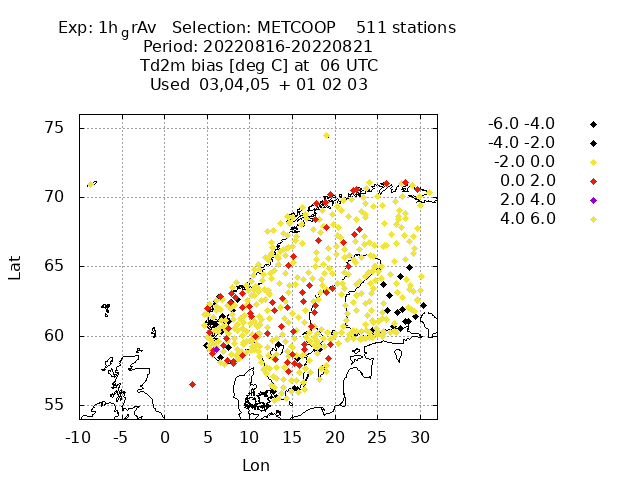 Exp: 1h_grAv   Selection: METCOOP    511 stations
Period: 20220816-20220821
Td2m bias [deg C] at  06 UTC
Used  03,04,05  + 01 02 03
-6.0 -4.0
-4.0 -2.0
-2.0 0.0
0.0 2.0
2.0 4.0
4.0 6.0
75
70
65
60
55
Lat
-10 -5 0 5 10 15 20 25 30
Lon